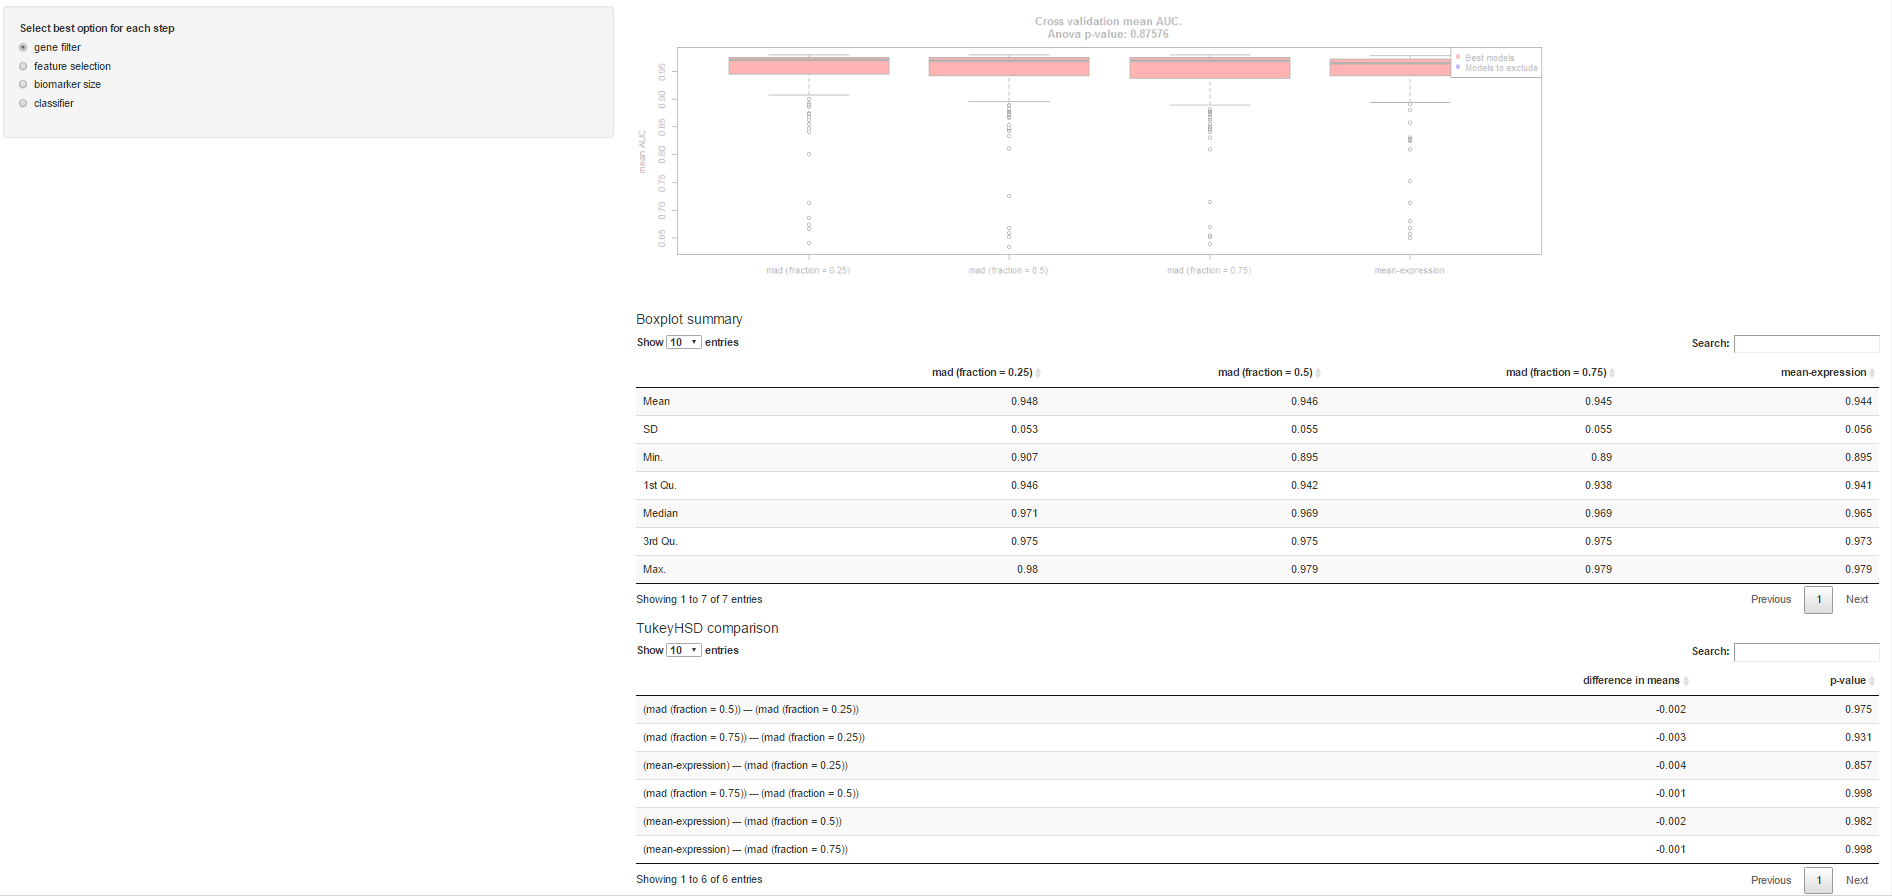 Select best option for each step
gene filter
feature selection
biomarker size
classifier
Cross validation mean AUC.
Anova p-value: 0.87576
Best models
Models to exclude
mean AUC
0.95
0.90
0.85
0.80
0.75
0.70
0.65
mad (fraction = 0.25) mad (fraction = 0.5) mad (fraction = 0.75) mean-expression
Boxplot summary
Show 10 entries Search:
mad (fraction = 0.25) mad (fraction = 0.5) mad (fraction = 0.75) mean-expression
Mean 0.948 0.946 0.945 0.944
SD 0.053 0.055 0.055 0.056
Min. 0.907 0.895 0.89 0.895
1st Qu. 0.946 0.942 0.938 0.941
Median 0.971 0.969 0.969 0.965
3rd Qu. 0.975 0.975 0.975 0.973
Max. 0.98 0.979 0.979 0.979
Showing 1 to 7 of 7 entries Previous 1 Next
TukeyHSD comparison
Show 10 entries Search:
difference in means p-value
(mad (fraction = 0.5)) --- (mad (fraction = 0.25)) -0.002 0.975
(mad (fraction = 0.75)) --- (mad (fraction = 0.25)) -0.003 0.931
(mean-expression) --- (mad (fraction = 0.25)) -0.004 0.857
(mad (fraction = 0.75)) --- (mad (fraction = 0.5)) -0.001 0.998
(mean-expression) --- (mad (fraction = 0.5)) -0.002 0.982
(mean-expression) --- (mad (fraction = 0.75)) -0.001 0.998
Showing 1 to 6 of 6 entries Previous 1 Next